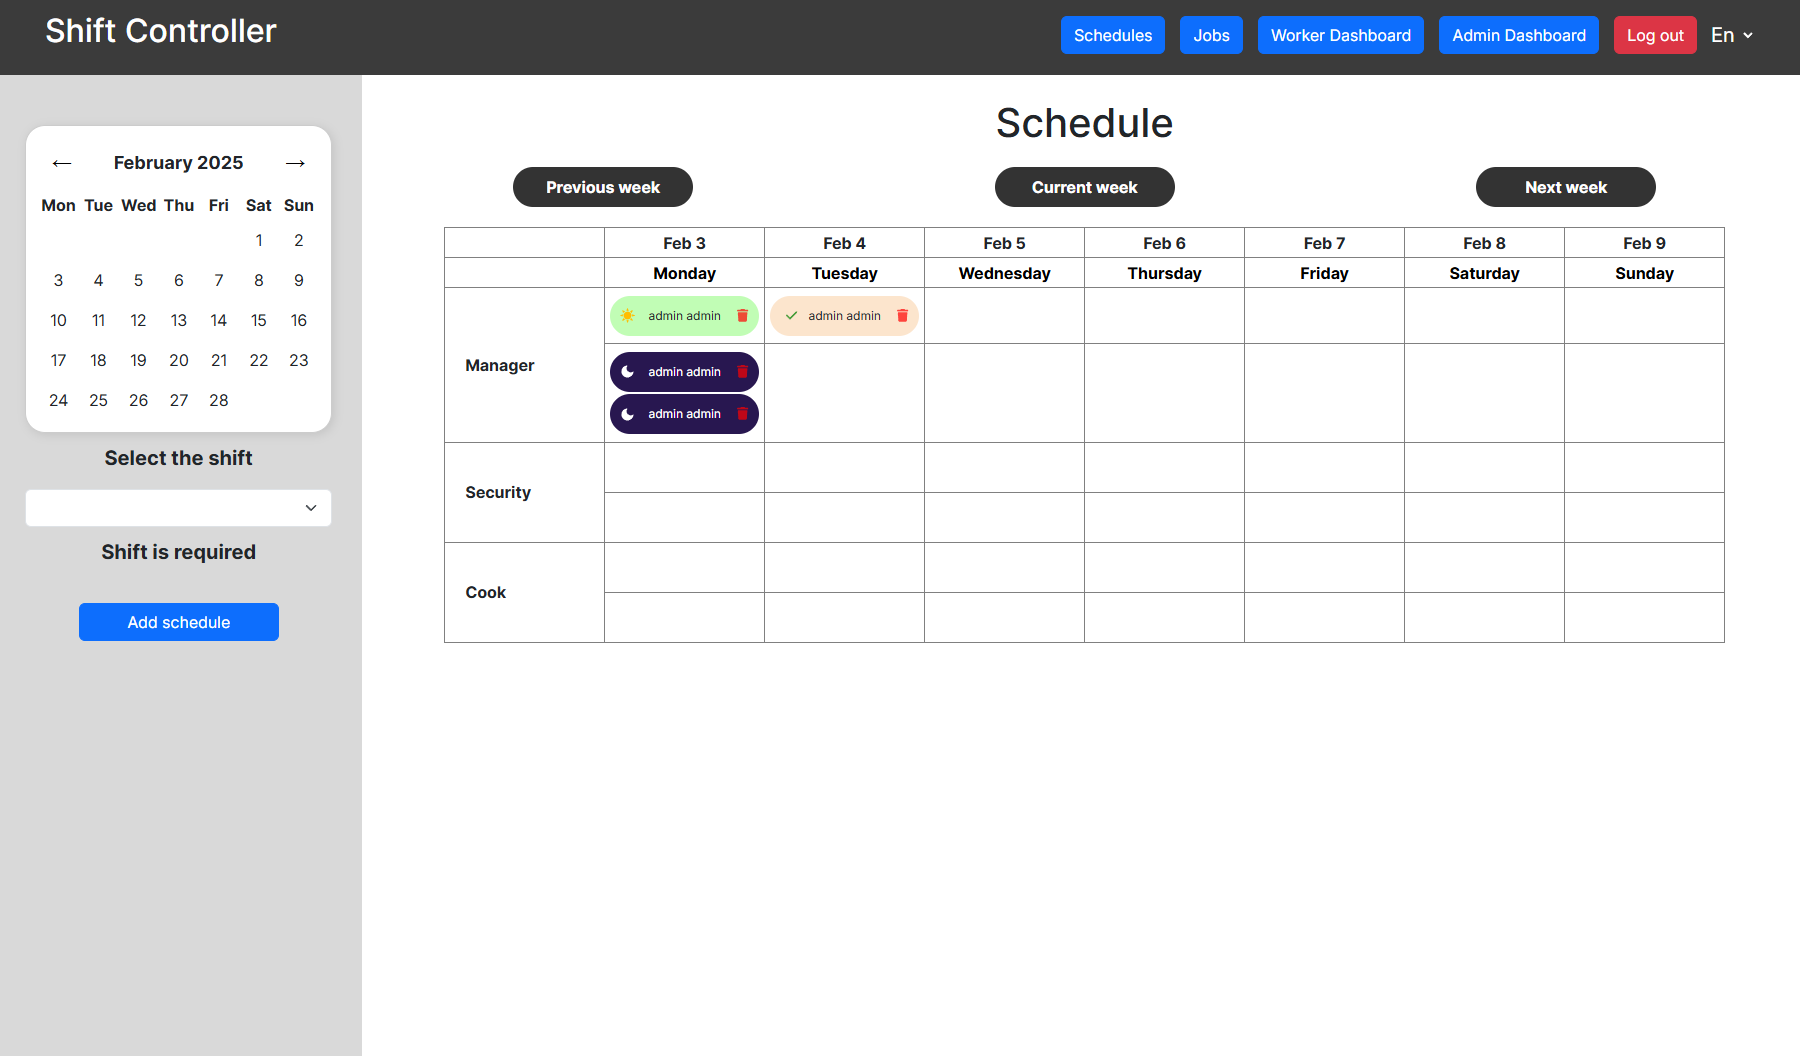 Shift Controller
Schedules Jobs Worker Dashboard Admin Dashboard Log out En
← February 2025 →
Mon Tue Wed Thu Fri Sat Sun
1 2
3 4 5 6 7 8 9
10 11 12 13 14 15 16
17 18 19 20 21 22 23
24 25 26 27 28
Select the shift
Shift is required
Add schedule
Schedule
Previous week Current week Next week
Feb 3 Feb 4 Feb 5 Feb 6 Feb 7 Feb 8 Feb 9
Monday Tuesday Wednesday Thursday Friday Saturday Sunday
Manager
admin admin admin admin
admin admin
admin admin
Security
Cook